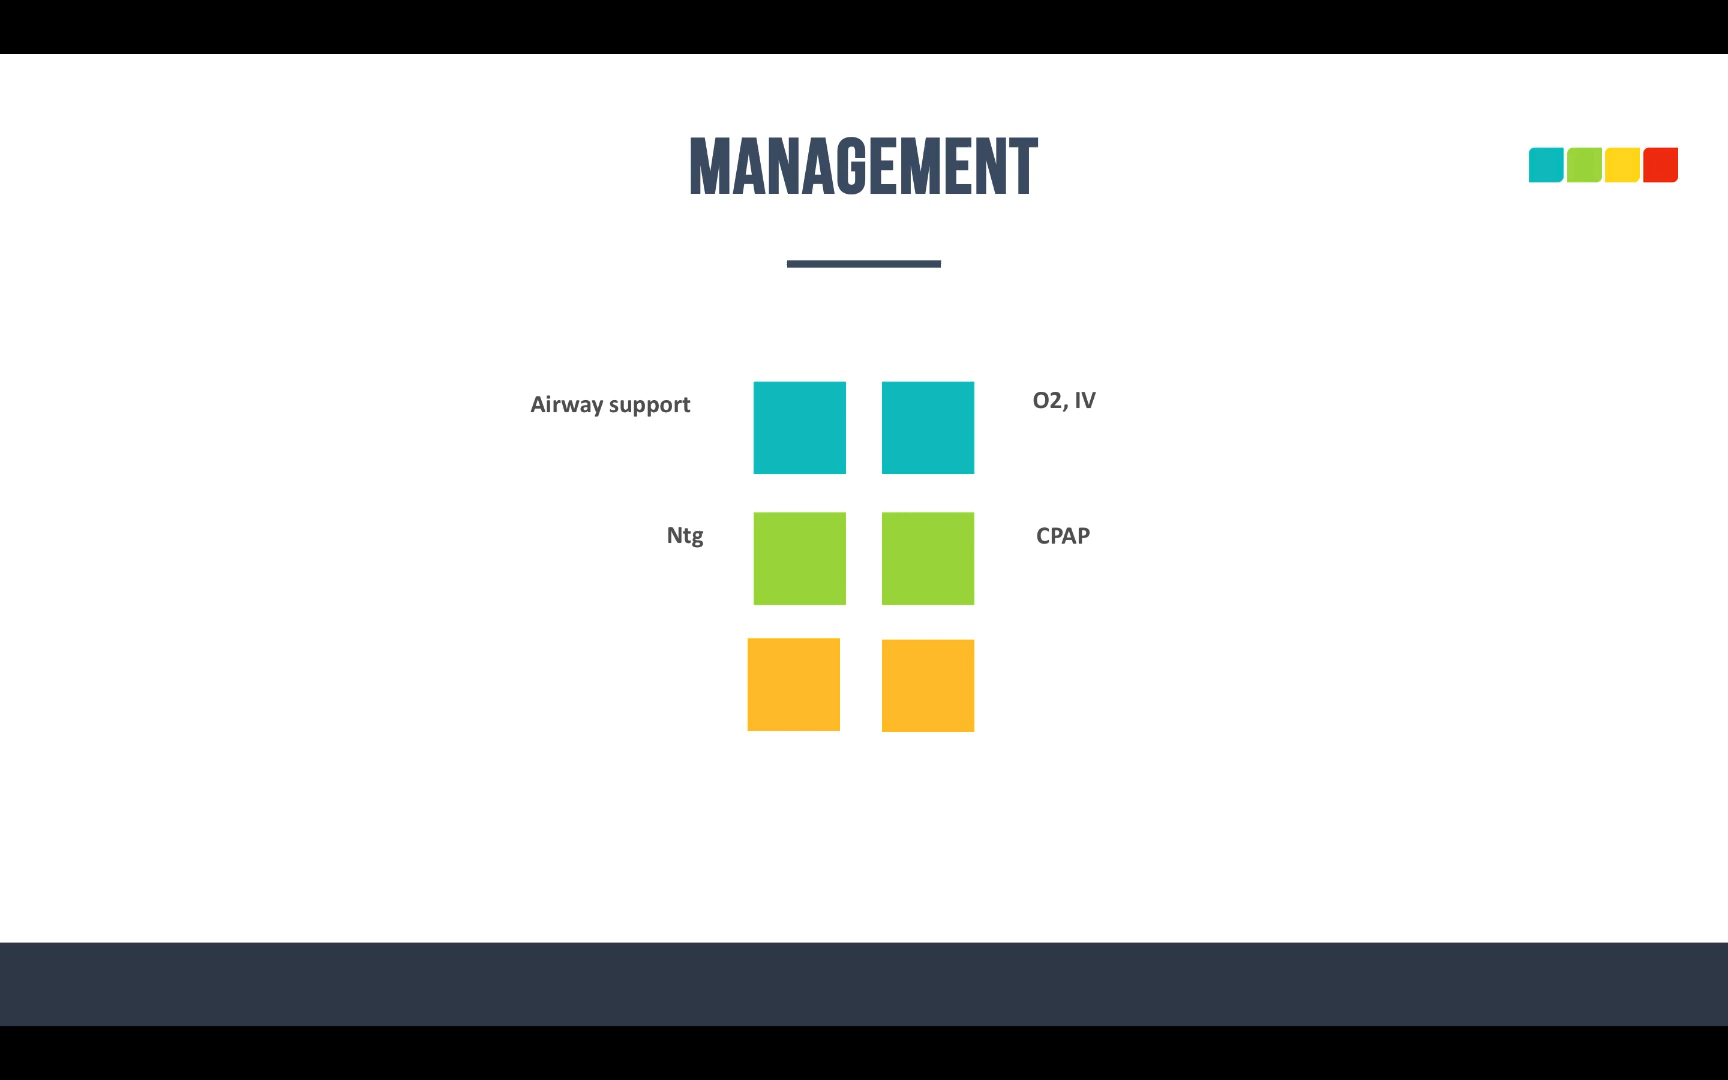 MANAGEMENT
Airway support
O2, IV
Ntg
CPAP